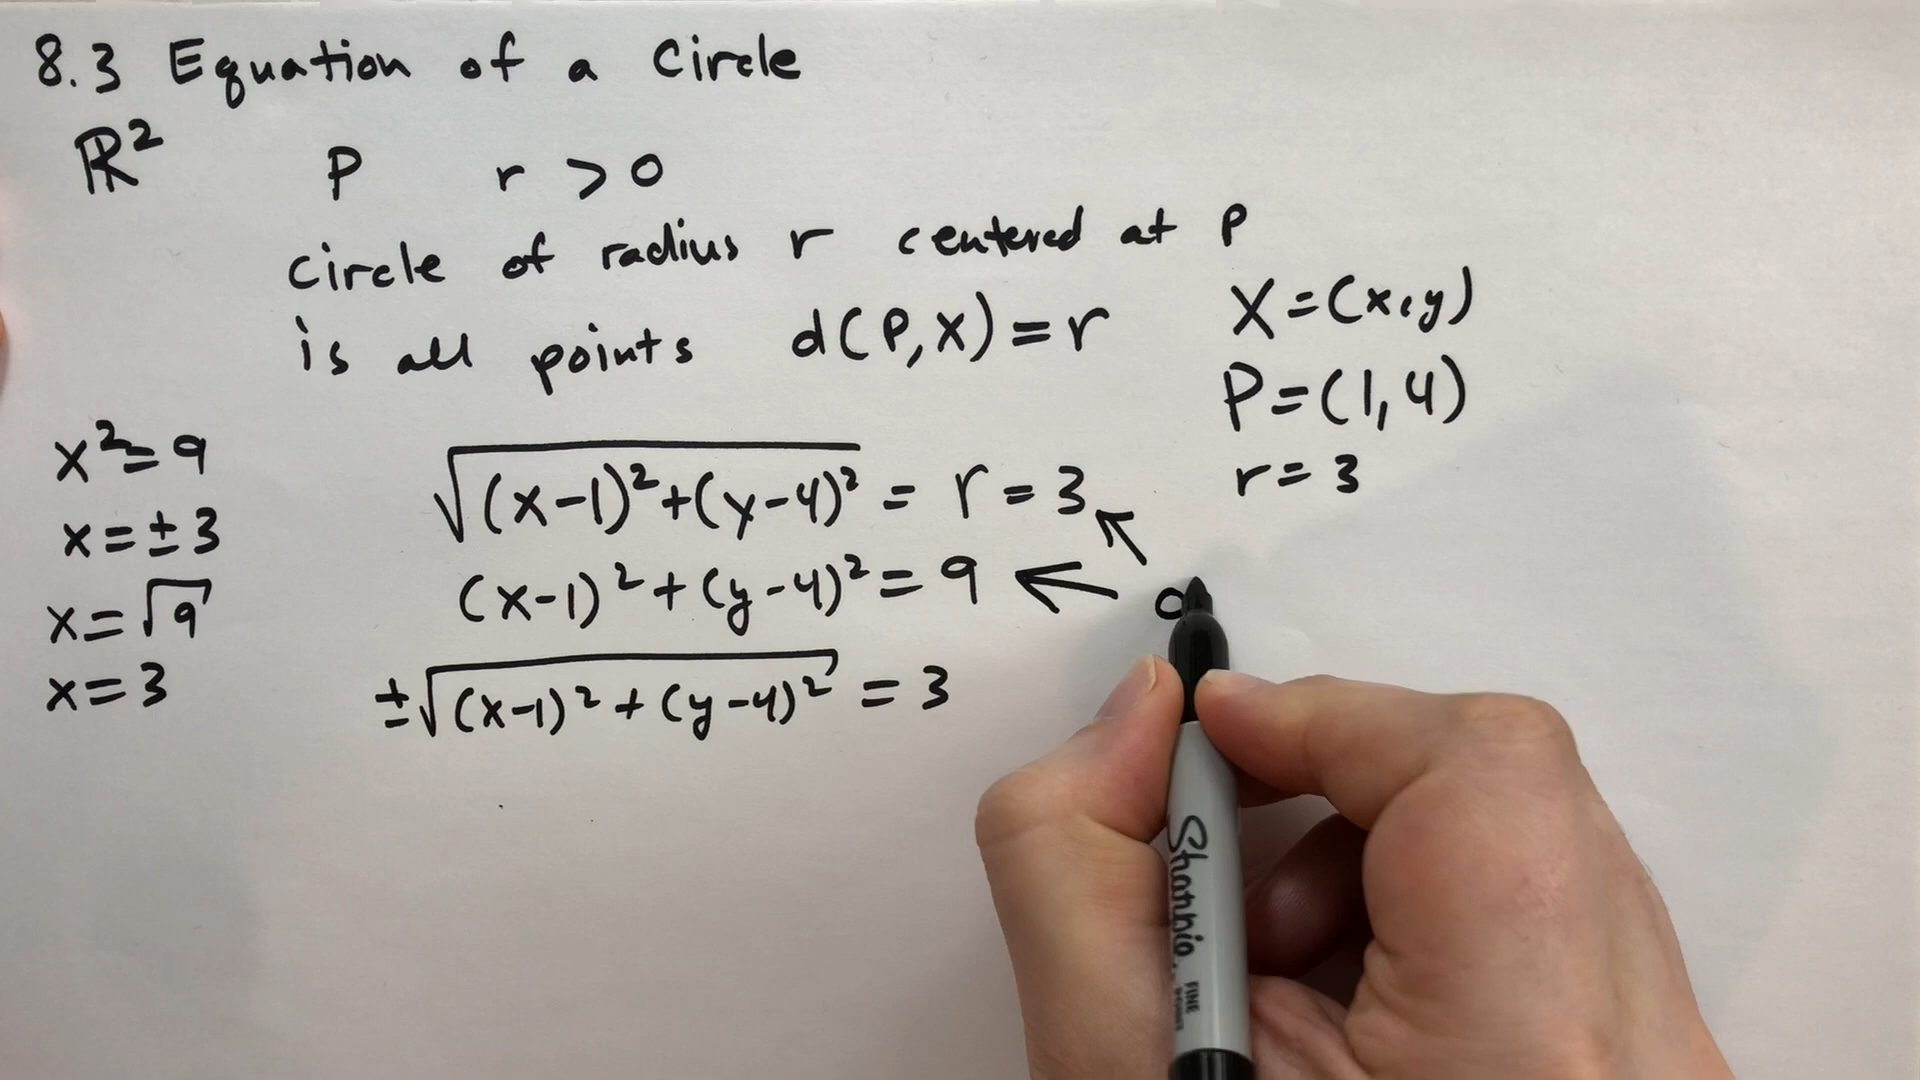 8.3 Equation of a Circle
ℝ² P r > 0
Circle of radius r centered at P
is all points d(P,X) = r
X = (x,y)
P = (1,4)
r = 3
x² = 9
x = ±3
x = √9
x = 3
√((x-1)²+(y-4)²) = r = 3
(x-1)² + (y-4)² = 9
±√((x-1)² + (y-4)²) = 3
Sharpie
FINE